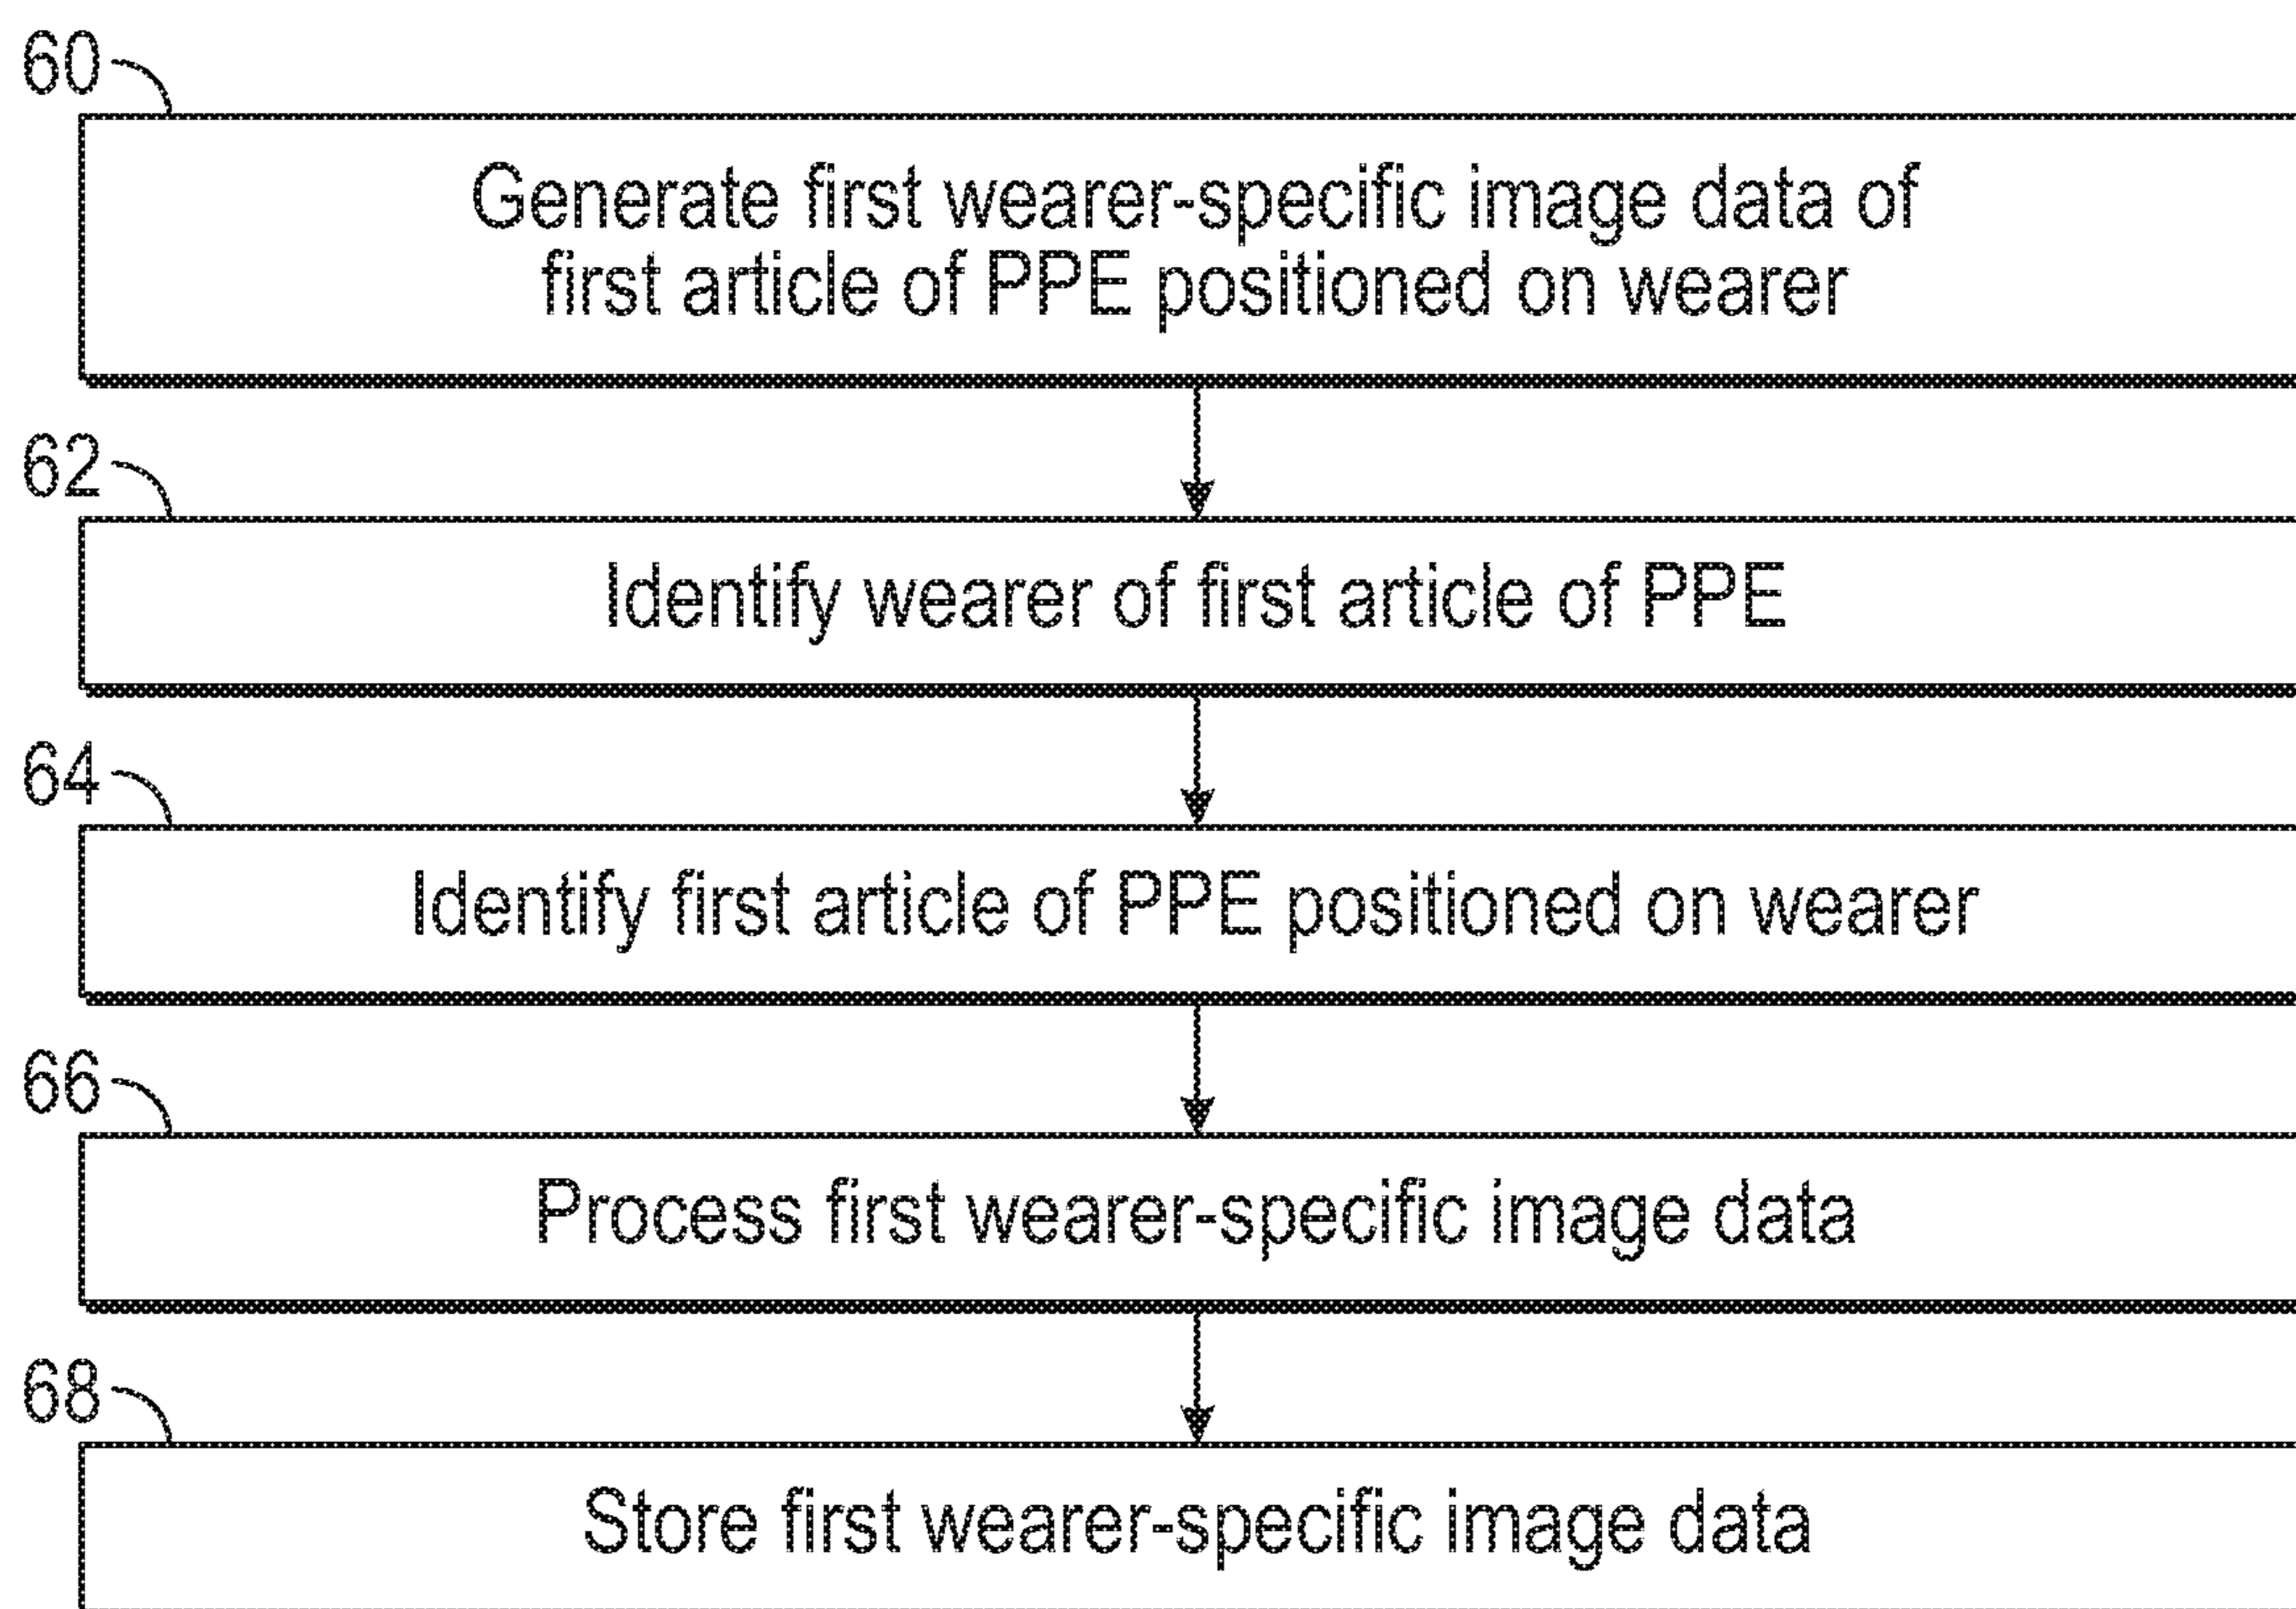 60
Generate first wearer-specific image data of
first article of PPE positioned on wearer
62
Identify wearer of first article of PPE
64
Identify first article of PPE positioned on wearer
66
Process first wearer-specific image data
68
Store first wearer-specific image data